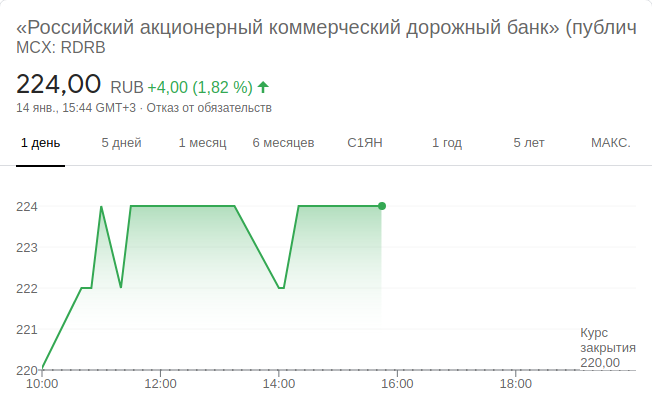 «Российский акционерный коммерческий дорожный банк» (публич
MCX: RDRB
224,00 RUB +4,00 (1,82 %)
14 янв., 15:44 GMT+3 · Отказ от обязательств
1 день 5 дней 1 месяц 6 месяцев С1ЯН 1 год 5 лет МАКС.
224
223
222
221
220
Курс
закрытия
220,00
10:00 12:00 14:00 16:00 18:00